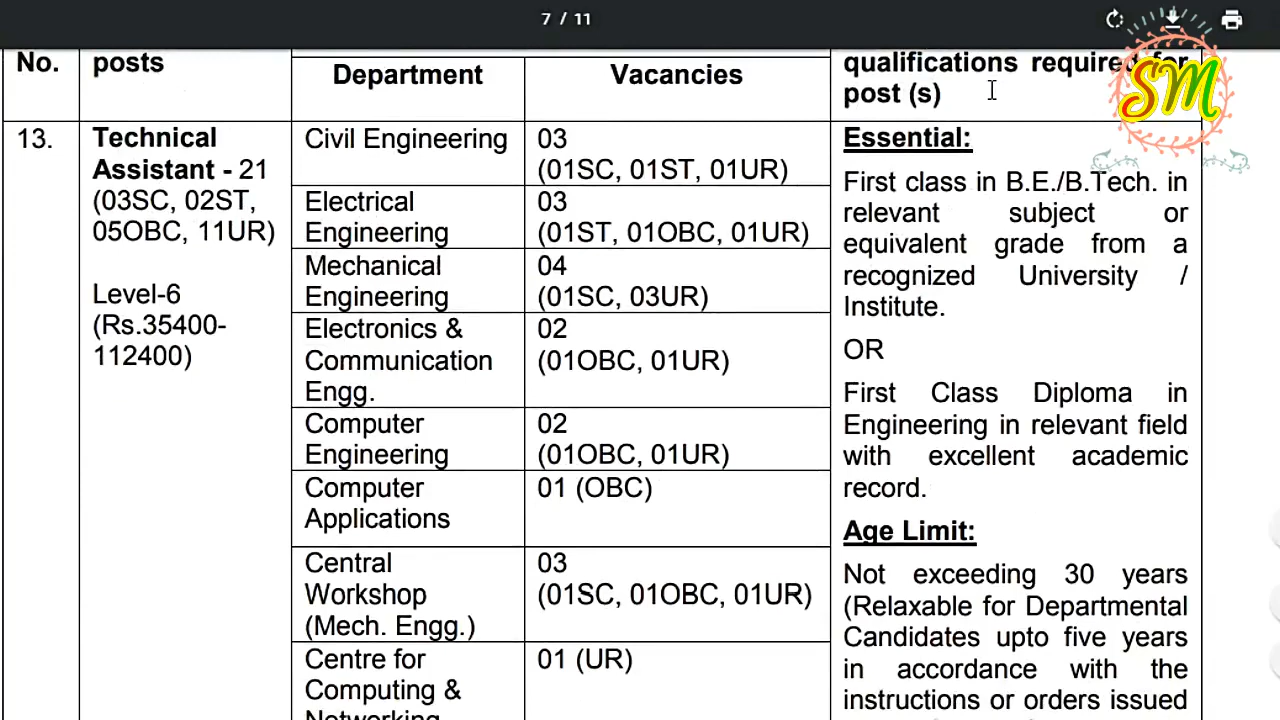 7 / 11
No.
posts
Department
Vacancies
qualifications required for
post (s)
SM
13.
Technical
Assistant - 21
(03SC, 02ST,
05OBC, 11UR)
Level-6
(Rs.35400-
112400)
Civil Engineering
03
(01SC, 01ST, 01UR)
Electrical
Engineering
03
(01ST, 01OBC, 01UR)
Mechanical
Engineering
04
(01SC, 03UR)
Electronics &
Communication
Engg.
02
(01OBC, 01UR)
Computer
Engineering
02
(01OBC, 01UR)
Computer
Applications
01 (OBC)
Central
Workshop
(Mech. Engg.)
03
(01SC, 01OBC, 01UR)
Centre for
Computing &
Networking
01 (UR)
Essential:
First class in B.E./B.Tech. in
relevant subject or
equivalent grade from a
recognized University /
Institute.
OR
First Class Diploma in
Engineering in relevant field
with excellent academic
record.
Age Limit:
Not exceeding 30 years
(Relaxable for Departmental
Candidates upto five years
in accordance with the
instructions or orders issued